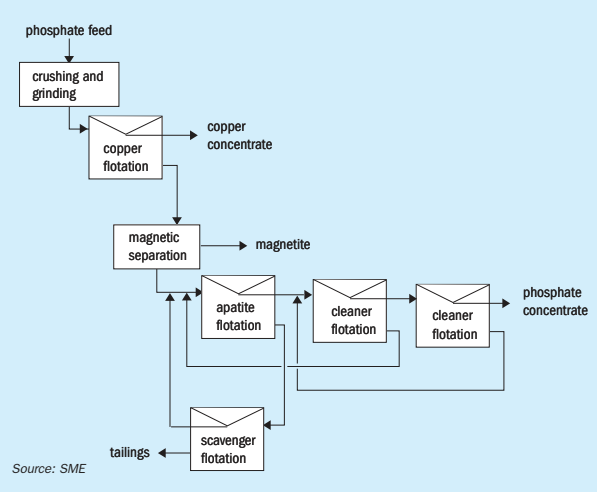 phosphate feed
crushing and
grinding
copper
flotation
copper
concentrate
magnetic
separation
magnetite
apatite
flotation
cleaner
flotation
cleaner
flotation
phosphate
concentrate
scavenger
flotation
tailings
Source: SME